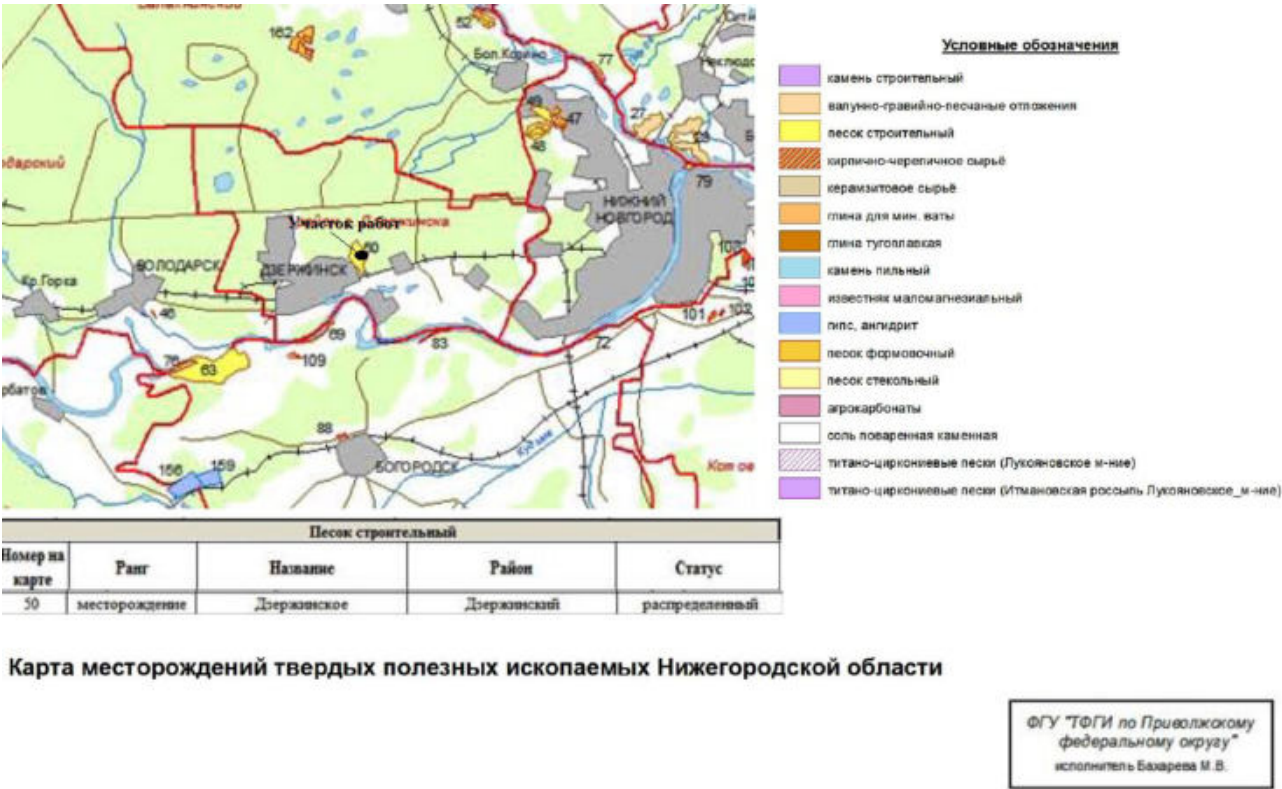 162
52
Бол.Козино
77
49
47
48
27
79
НИЖНИЙ
НОВГОРОД
Участок работ
50
ВОЛОДАРСК
ДЗЕРЖИНСК
Кр.Горка
46
69
83
72
101
102
76
63
109
88
БОГОРОДСК
Кудьма
156
159
Условные обозначения
камень строительный
валунно-гравийно-песчаные отложения
песок строительный
кирпично-черепичное сырьё
керамзитовое сырьё
глина для мин. ваты
глина тугоплавкая
камень пильный
известняк маломагнезиальный
гипс, ангидрит
песок формовочный
песок стекольный
агрокарбонаты
соль поваренная каменная
титано-циркониевые пески (Лукояновское м-ние)
титано-циркониевые пески (Итмановская россыпь Лукояновское_м-ние)
Песок строительный
Номер на карте Ранг Название Район Статус
50 месторождение Дзержинское Дзержинский распределенный
Карта месторождений твердых полезных ископаемых Нижегородской области
ФГУ "ТФГИ по Приволжскому
федеральному округу"
исполнитель Бахарева М.В.